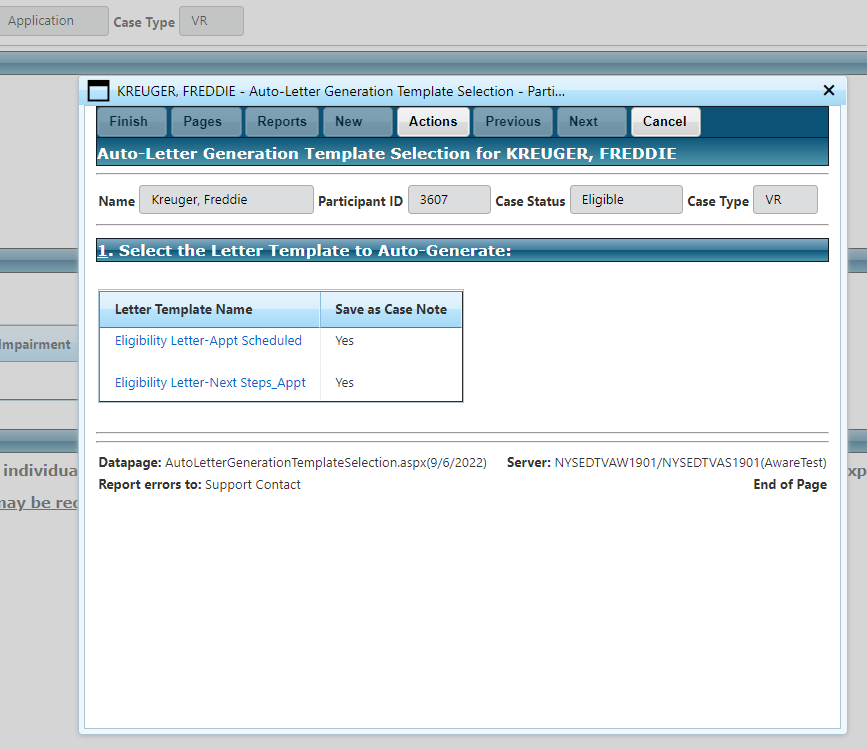 Application Case Type VR
KREUGER, FREDDIE - Auto-Letter Generation Template Selection - Parti...
Finish Pages Reports New Actions Previous Next Cancel
Auto-Letter Generation Template Selection for KREUGER, FREDDIE
Name Kreuger, Freddie Participant ID 3607 Case Status Eligible Case Type VR
1. Select the Letter Template to Auto-Generate:
Letter Template Name Save as Case Note
Eligibility Letter-Appt Scheduled Yes
Impairment
Eligibility Letter-Next Steps_Appt Yes
Datapage: AutoLetterGenerationTemplateSelection.aspx(9/6/2022) Server: NYSEDTVAW1901/NYSEDTVAS1901(AwareTest)
individua
Report errors to: Support Contact End of Page
may be